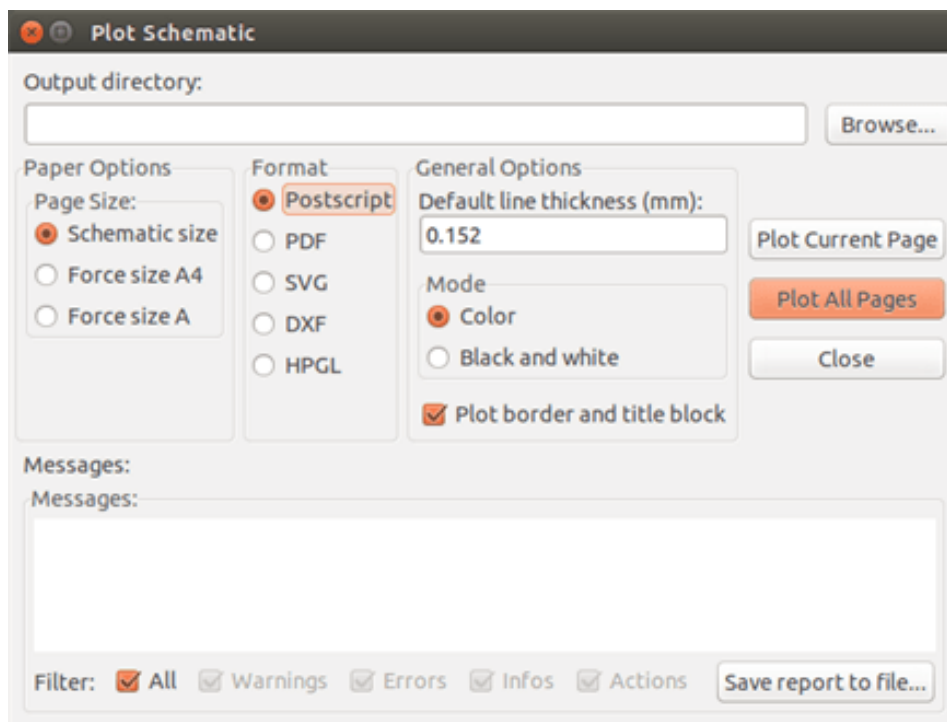 Plot Schematic
Output directory:
Browse...
Paper Options
Page Size:
Schematic size
Force size A4
Force size A
Format
Postscript
PDF
SVG
DXF
HPGL
General Options
Default line thickness (mm):
0.152
Mode
Color
Black and white
Plot border and title block
Plot Current Page
Plot All Pages
Close
Messages:
Messages:
Filter: All Warnings Errors Infos Actions Save report to file...